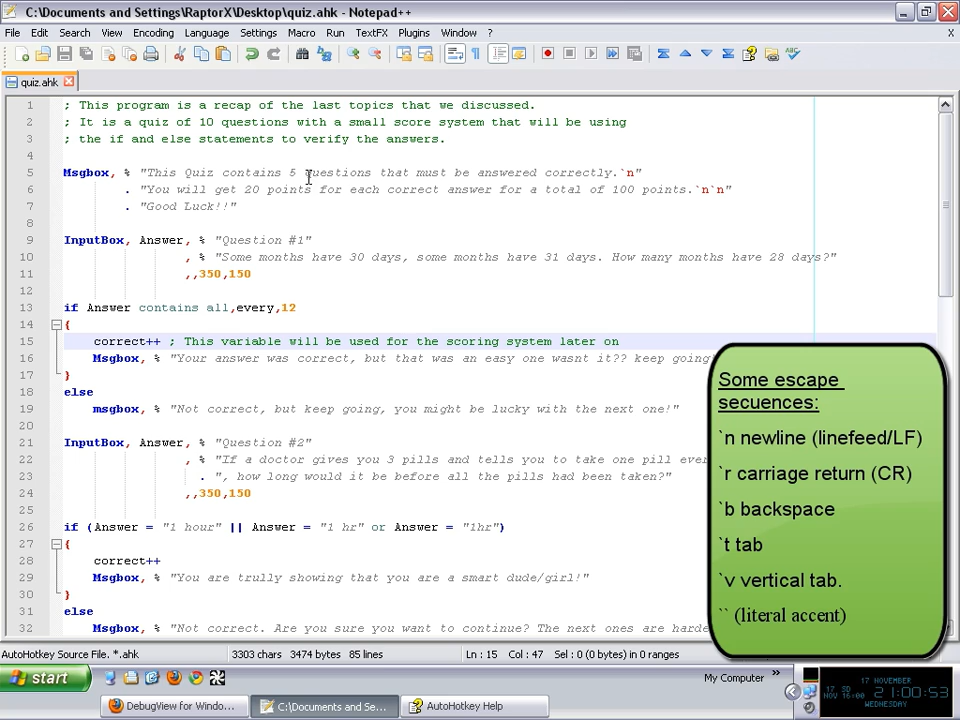 C:\Documents and Settings\RaptorX\Desktop\quiz.ahk - Notepad++
File Edit Search View Encoding Language Settings Macro Run TextFX Plugins Window ? X
quiz.ahk
1 ; This program is a recap of the last topics that we discussed.
2 ; It is a quiz of 10 questions with a small score system that will be using
3 ; the if and else statements to verify the answers.
4
5 Msgbox, % "This Quiz contains 5 questions that must be answered correctly.`n"
6 . "You will get 20 points for each correct answer for a total of 100 points.`n`n"
7 . "Good Luck!!"
8
9 InputBox, Answer, % "Question #1"
10 , % "Some months have 30 days, some months have 31 days. How many months have 28 days?"
11 ,,350,150
12
13 if Answer contains all,every,12
14 {
15 correct++ ; This variable will be used for the scoring system later on
16 Msgbox, % "Your answer was correct, but that was an easy one wasnt it?? keep going
17 }
18 else
19 msgbox, % "Not correct, but keep going, you might be lucky with the next one!"
20
21 InputBox, Answer, % "Question #2"
22 , % "If a doctor gives you 3 pills and tells you to take one pill ever
23 . ", how long would it be before all the pills had been taken?"
24 ,,350,150
25
26 if (Answer = "1 hour" || Answer = "1 hr" or Answer = "1hr")
27 {
28 correct++
29 Msgbox, % "You are trully showing that you are a smart dude/girl!"
30 }
31 else
32 Msgbox, % "Not correct. Are you sure you want to continue? The next ones are harde
Some escape
secuences:
`n newline (linefeed/LF)
`r carriage return (CR)
`b backspace
`t tab
`v vertical tab.
`` (literal accent)
AutoHotkey Source File. *.ahk 3303 chars 3474 bytes 85 lines Ln : 15 Col : 47 Sel : 0 (0 bytes) in 0 ranges
start My Computer
DebugView for Windo... C:\Documents and Se... AutoHotkey Help
17 NOVEMBER
21:00:53
WEDNESDAY